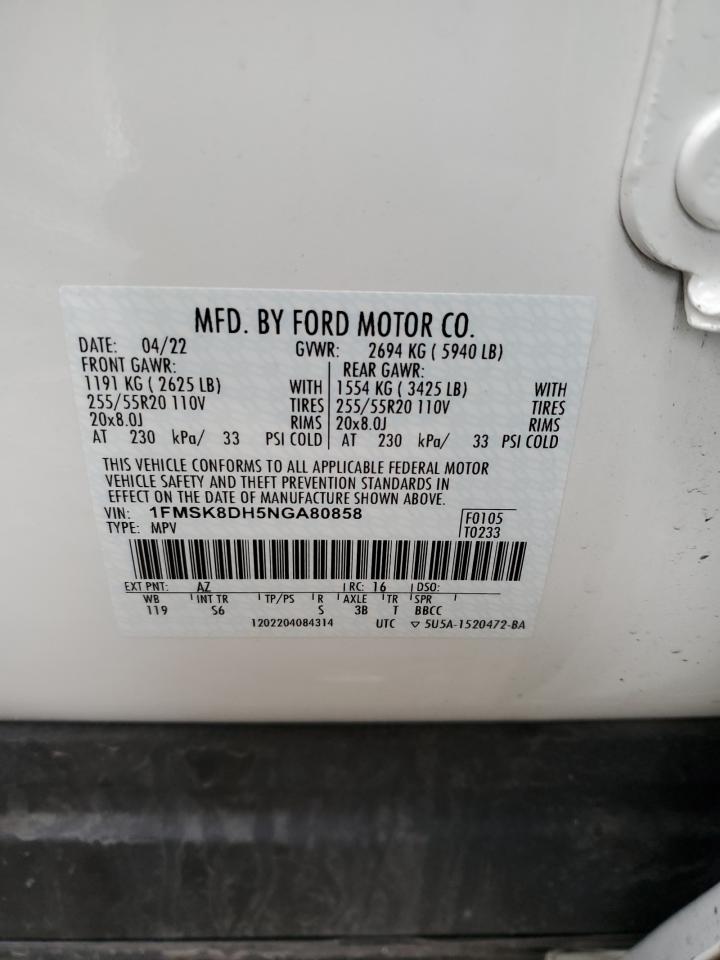 MFD. BY FORD MOTOR CO.
DATE: 04/22 GVWR: 2694 KG ( 5940 LB)
FRONT GAWR: REAR GAWR:
1191 KG ( 2625 LB) WITH 1554 KG ( 3425 LB) WITH
255/55R20 110V TIRES 255/55R20 110V TIRES
20x8.0J RIMS 20x8.0J RIMS
AT 230 kPa/ 33 PSI COLD AT 230 kPa/ 33 PSI COLD
THIS VEHICLE CONFORMS TO ALL APPLICABLE FEDERAL MOTOR
VEHICLE SAFETY AND THEFT PREVENTION STANDARDS IN
EFFECT ON THE DATE OF MANUFACTURE SHOWN ABOVE.
VIN: 1FMSK8DH5NGA80858 F0105
TYPE: MPV T0233
EXT PNT: AZ RC: 16 DSO:
WB INT TR TP/PS R AXLE TR SPR
119 S6 S 3B T BBCC
1202204084314 UTC ▽ 5U5A-1520472-BA